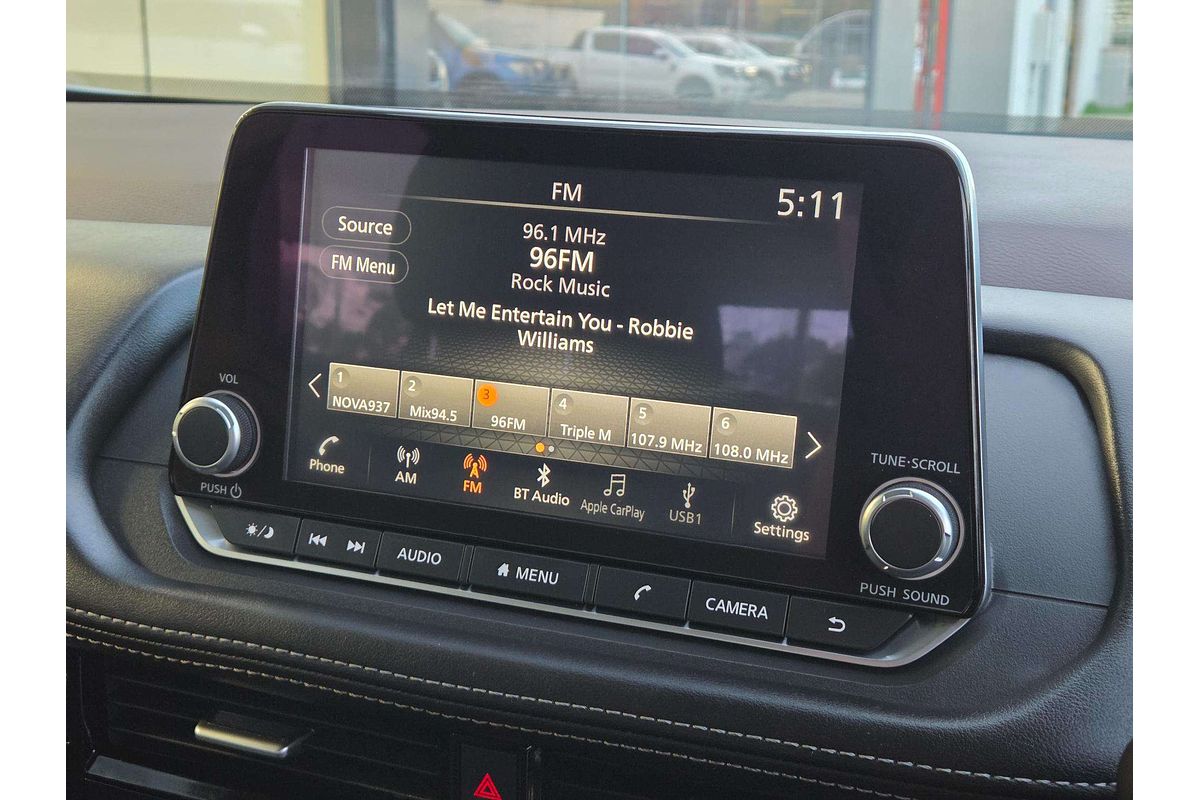 FM
5:11
Source
FM Menu
96.1 MHz
96FM
Rock Music
Let Me Entertain You - Robbie
Williams
1
NOVA937
2
Mix94.5
3
96FM
4
Triple M
5
107.9 MHz
6
108.0 MHz
Phone
AM
A
FM
BT Audio
Apple CarPlay
USB1
Settings
VOL
PUSH
TUNE·SCROLL
PUSH SOUND
AUDIO
MENU
CAMERA